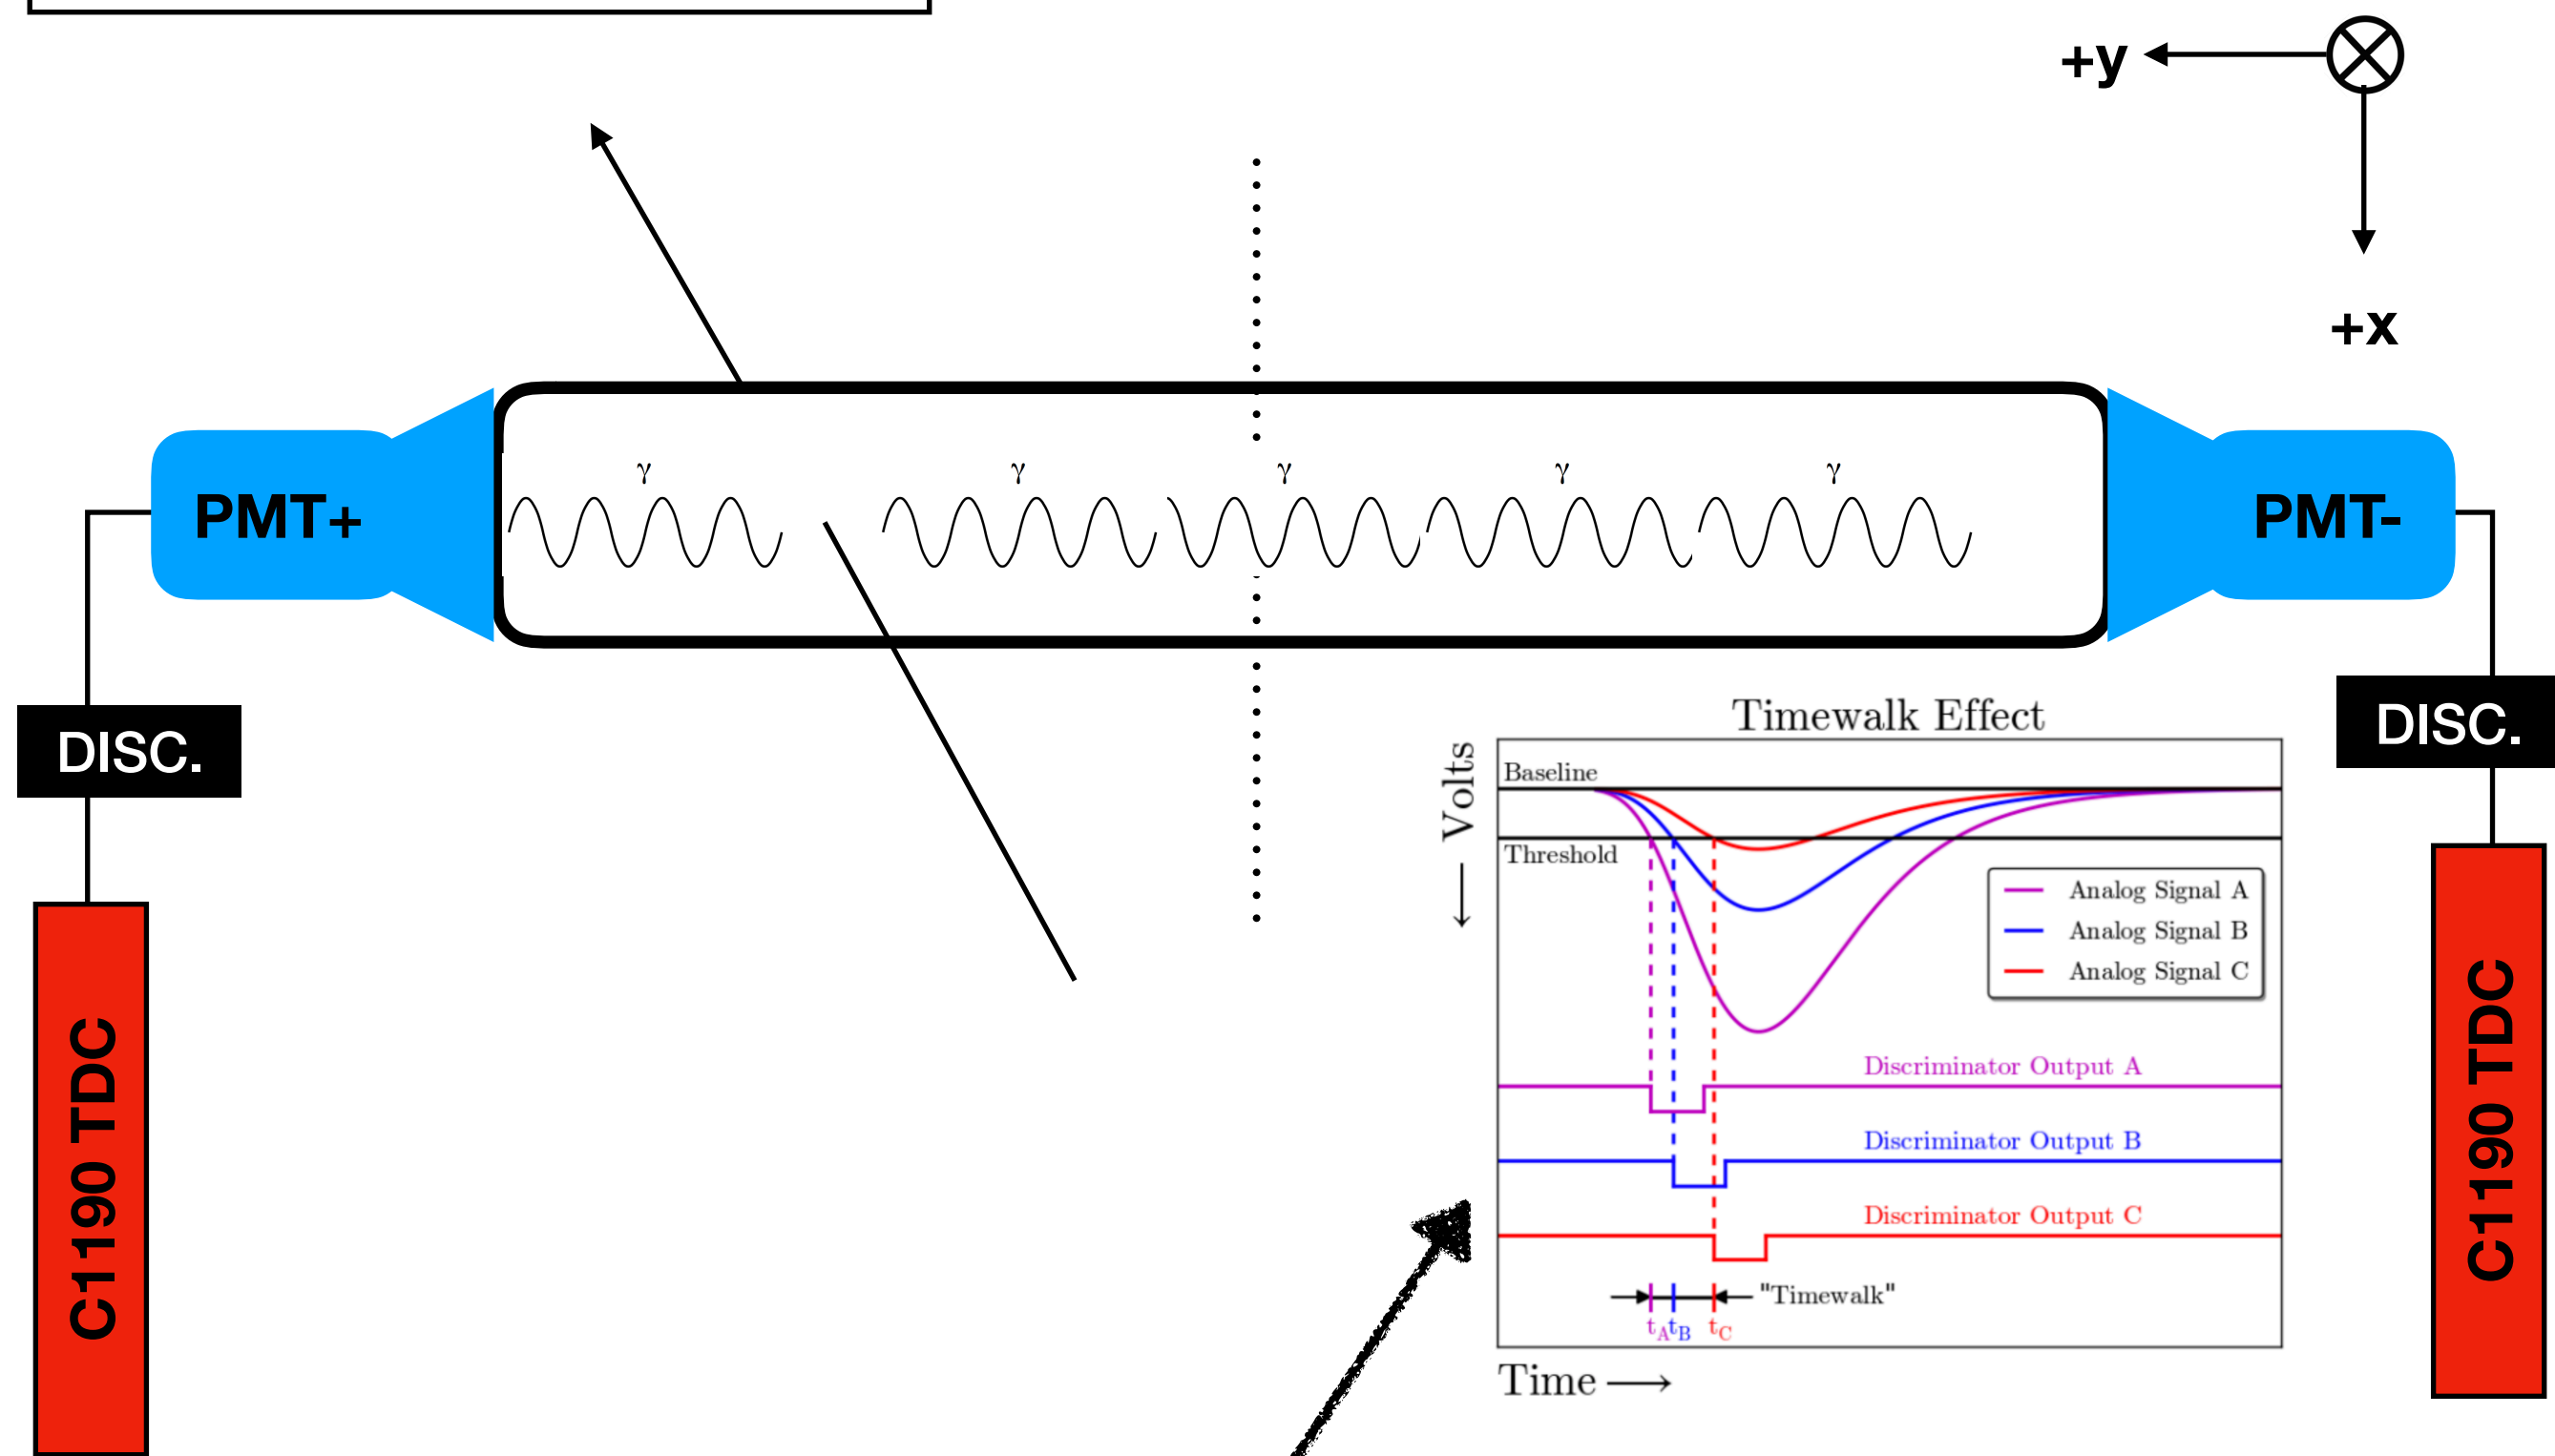 +y
+x
γ γ γ γ γ
PMT+
PMT-
DISC.
DISC.
C1190 TDC
C1190 TDC
Timewalk Effect
Volts
Baseline
Threshold
Analog Signal A
Analog Signal B
Analog Signal C
Discriminator Output A
Discriminator Output B
Discriminator Output C
"Timewalk"
tA tB tC
Time